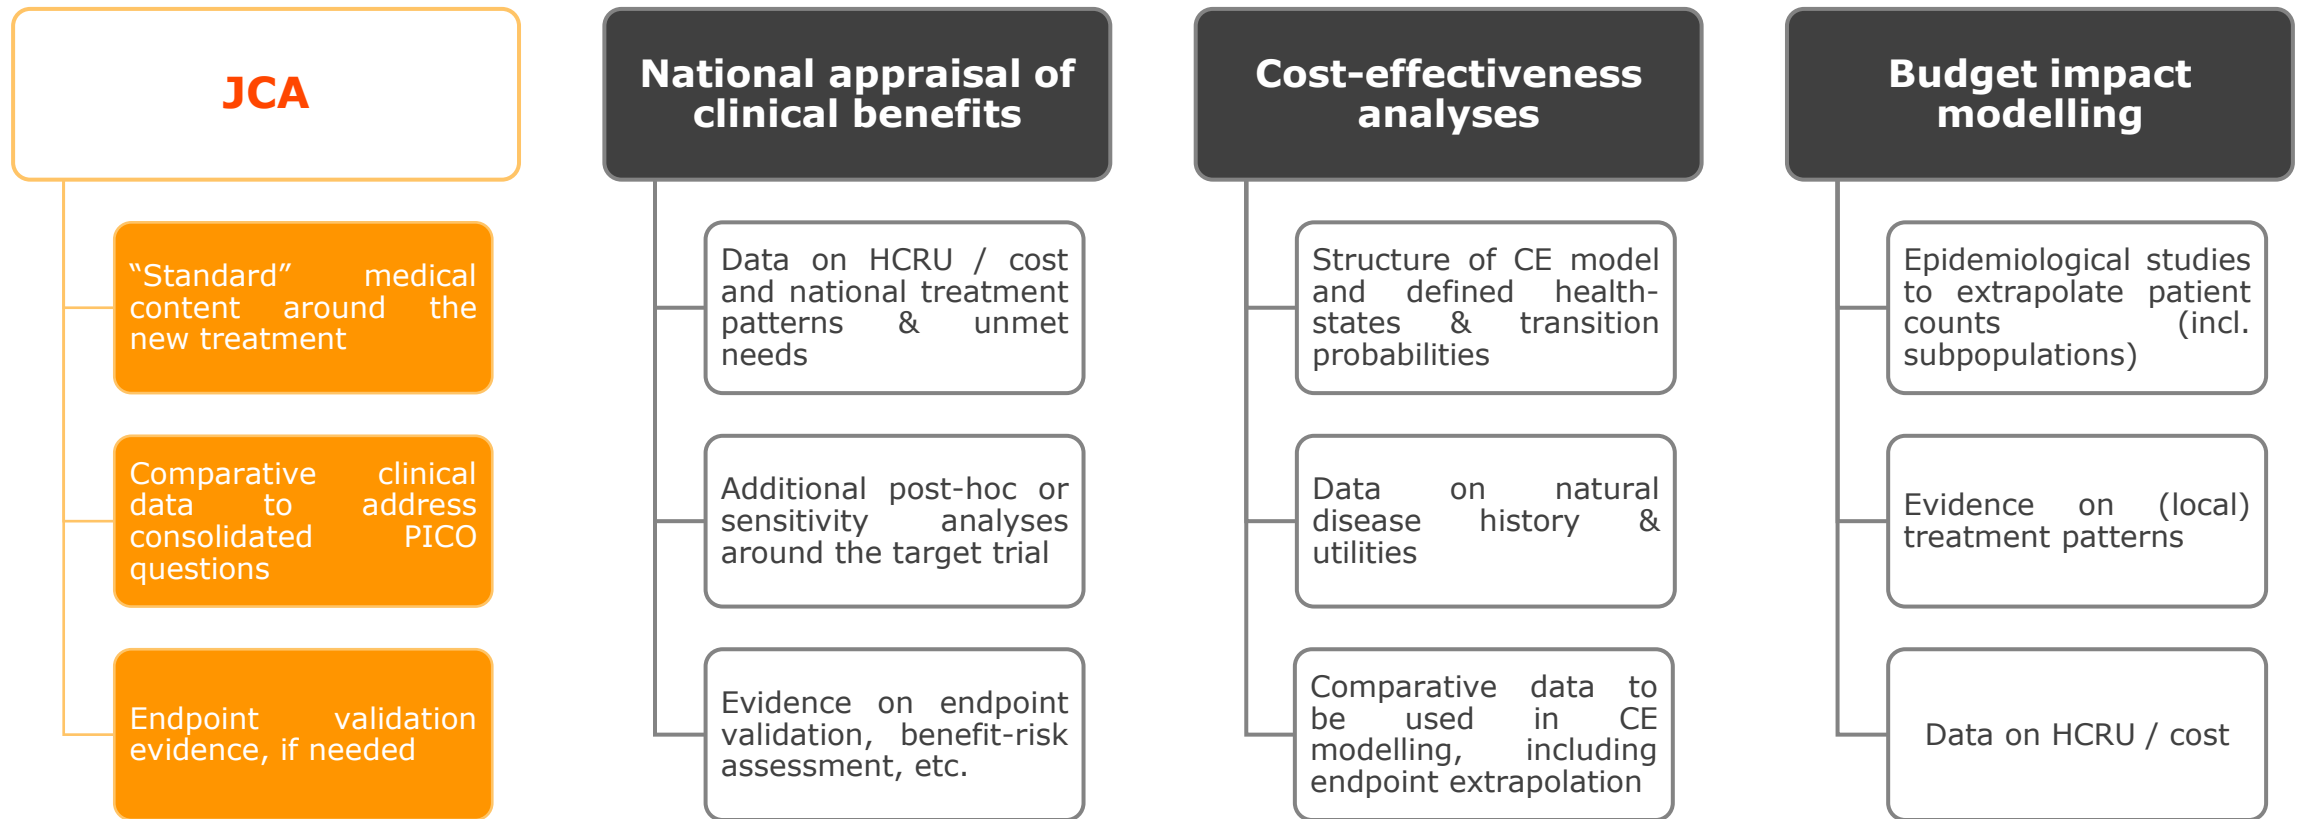 JCA
“Standard” medical
content around the
new treatment
Comparative clinical
data to address
consolidated PICO
questions
Endpoint validation
evidence, if needed
National appraisal of
clinical benefits
Data on HCRU / cost
and national treatment
patterns & unmet
needs
Additional post-hoc or
sensitivity analyses
around the target trial
Evidence on endpoint
validation, benefit-risk
assessment, etc.
Cost-effectiveness
analyses
Structure of CE model
and defined health-
states & transition
probabilities
Data on natural
disease history &
utilities
Comparative data to
be used in CE
modelling, including
endpoint extrapolation
Budget impact
modelling
Epidemiological studies
to extrapolate patient
counts (incl.
subpopulations)
Evidence on (local)
treatment patterns
Data on HCRU / cost